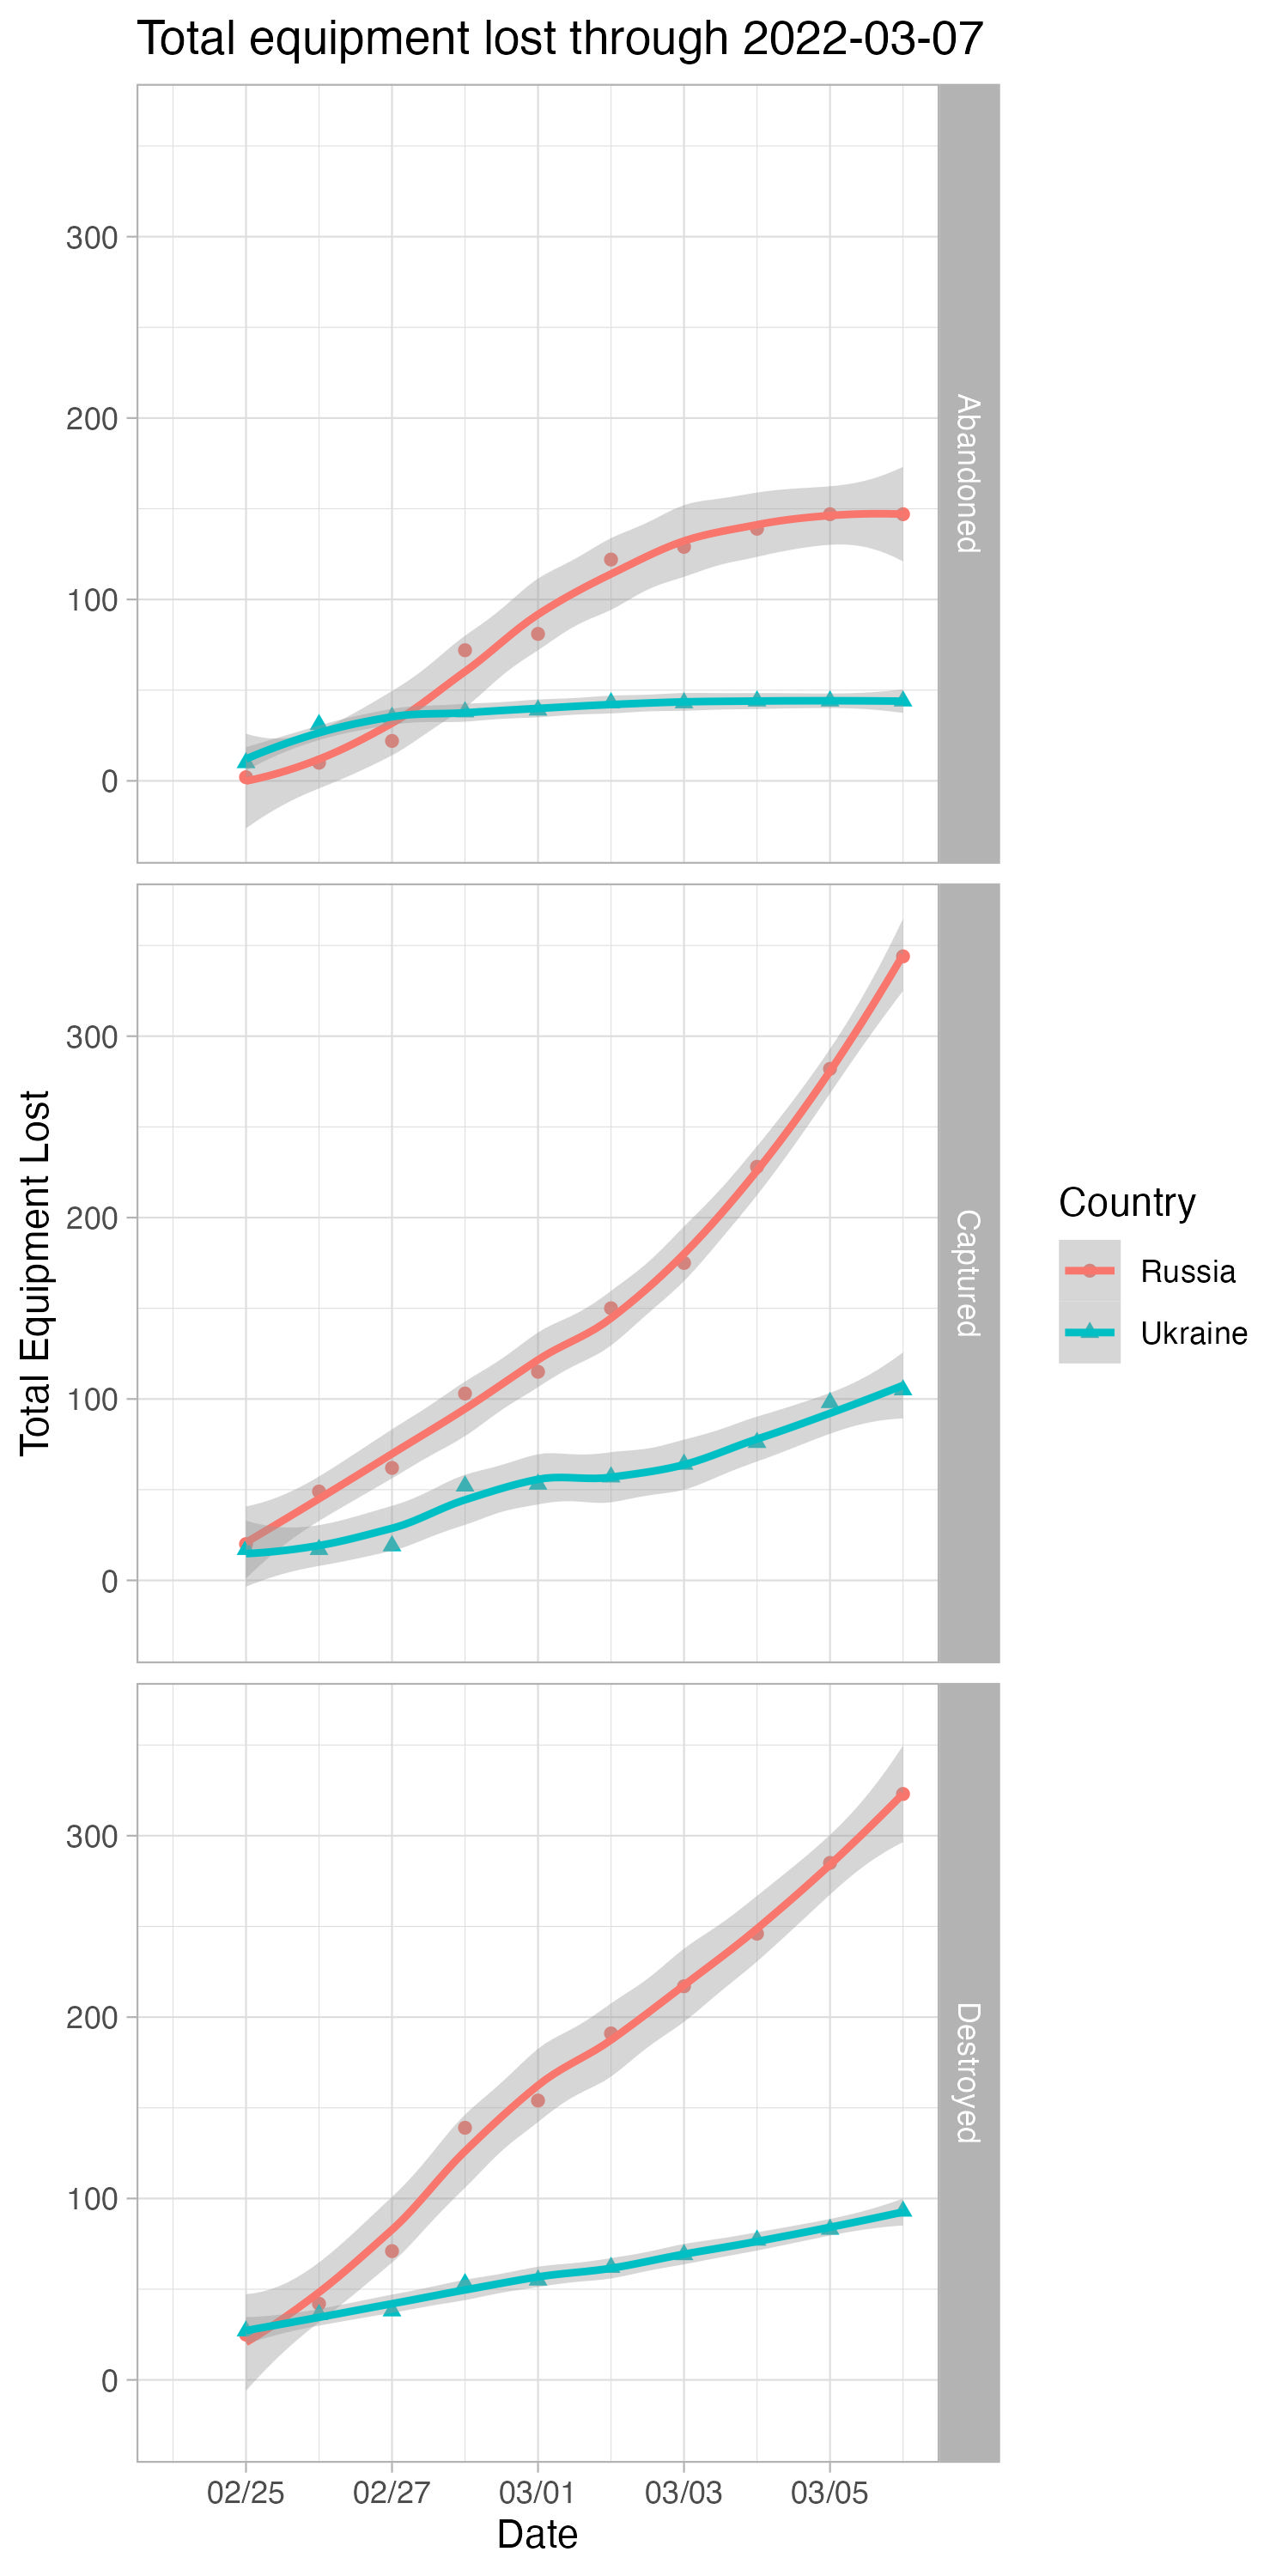 Total equipment lost through 2022-03-07
300
200
100
0
Abandoned
300
200
100
0
Captured
300
200
100
0
Destroyed
02/25 02/27 03/01 03/03 03/05
Date
Total Equipment Lost
Country
Russia
Ukraine